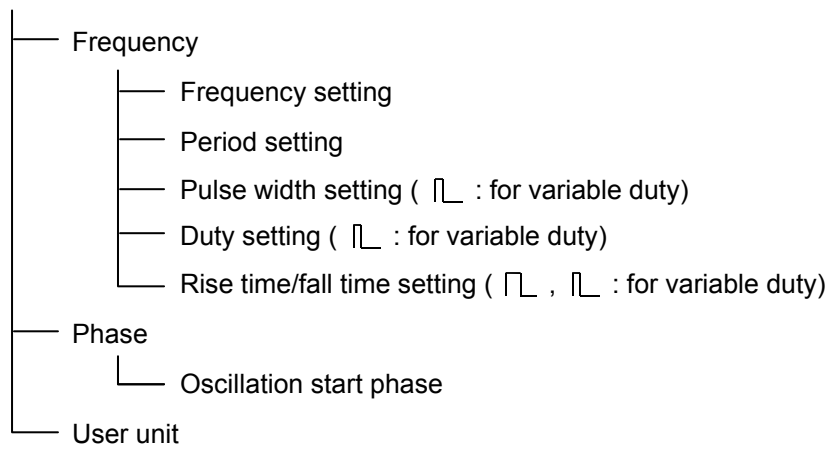 Frequency
Frequency setting
Period setting
Pulse width setting ( : for variable duty)
Duty setting ( : for variable duty)
Rise time/fall time setting ( , : for variable duty)
Phase
Oscillation start phase
User unit